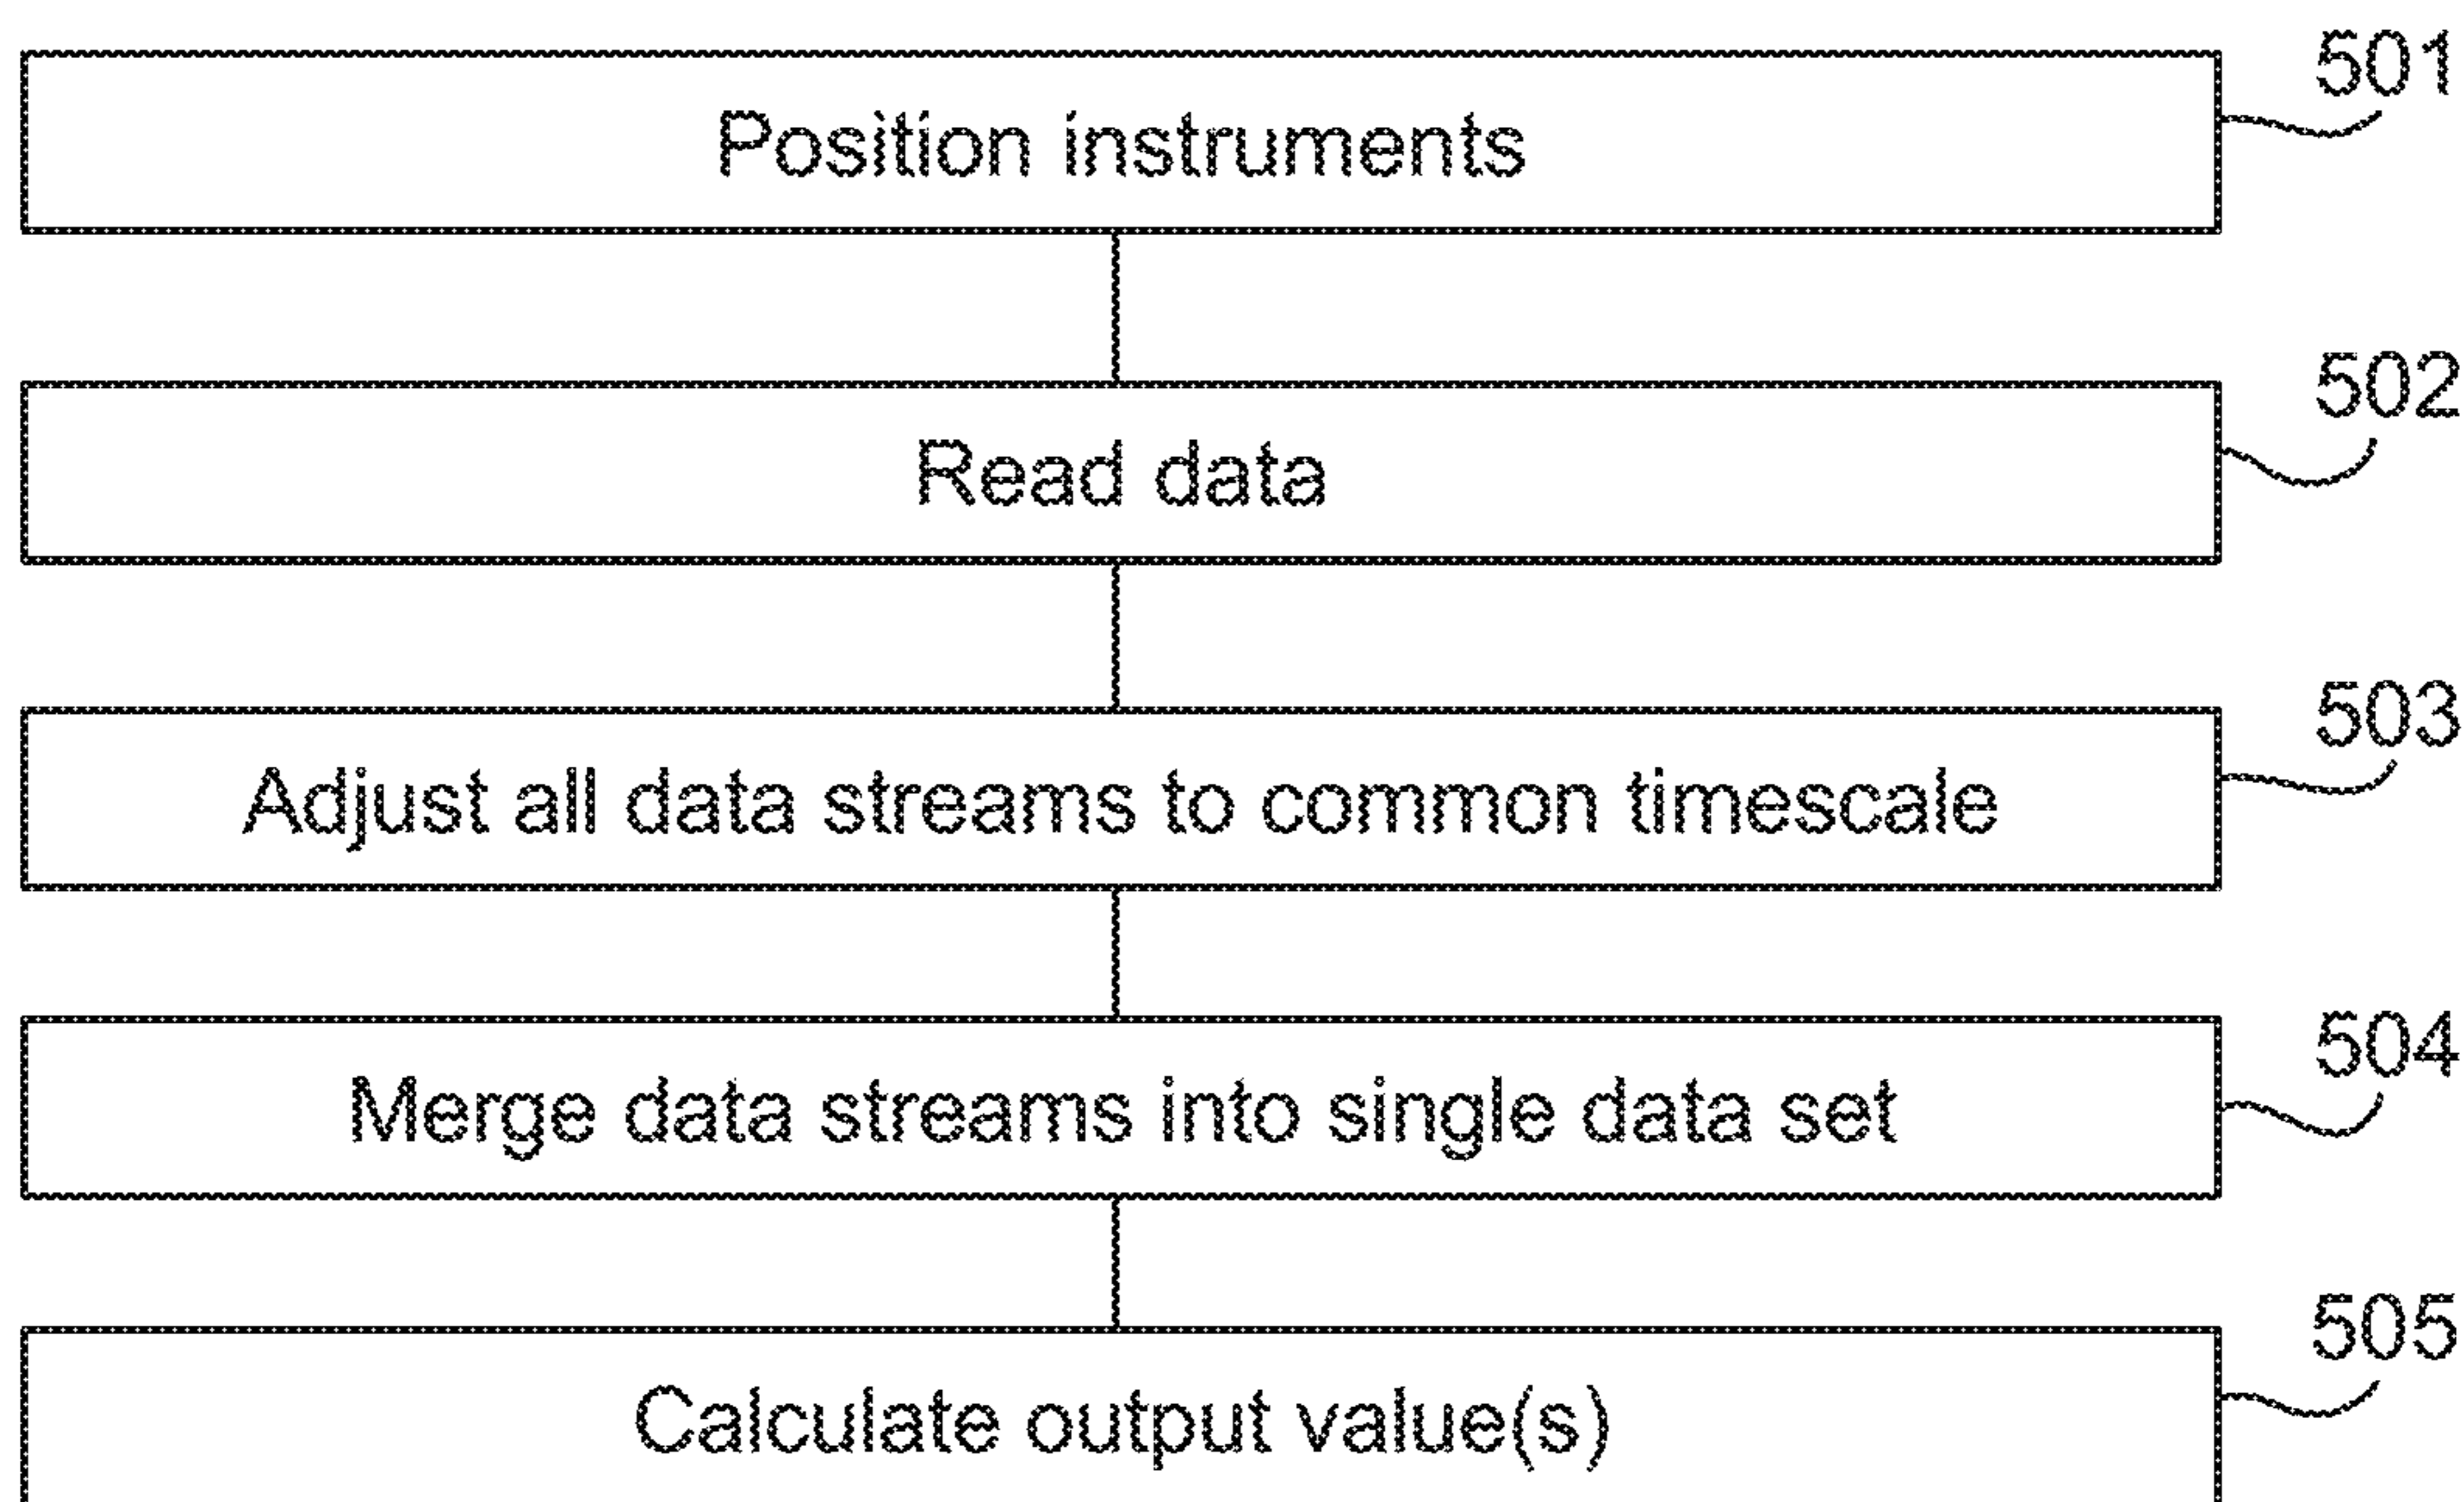 501
Position instruments
502
Read data
503
Adjust all data streams to common timescale
504
Merge data streams into single data set
505
Calculate output value(s)